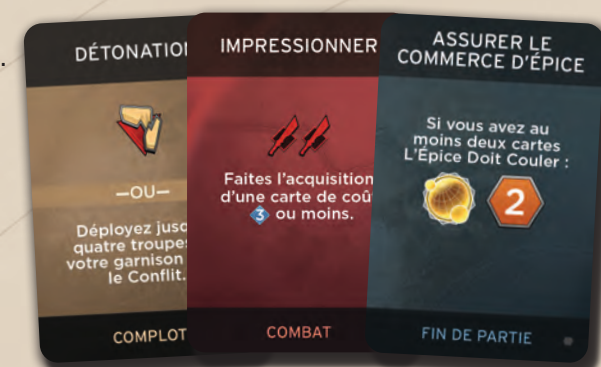 DÉTONATIO
—OU—
Déployez
quatre troupes
votre garnison
le Conflit.
COMPLOT
IMPRESSIONNER
Faites l'acquisition
d'une carte de
3 ou moins.
COMBAT
ASSURER LE
COMMERCE D'ÉPICE
Si vous avez au
moins deux cartes
L'Épice Doit Couler :
2
FIN DE PARTIE